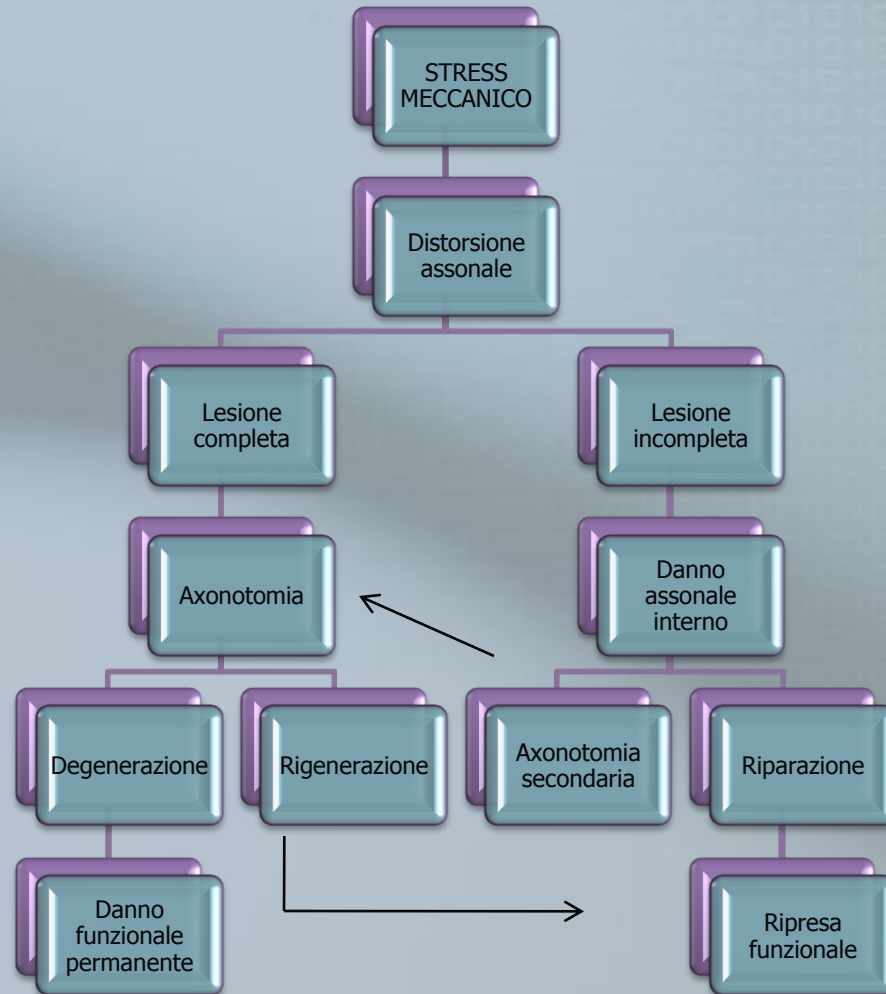 STRESS
MECCANICO
Distorsione
assonale
Lesione
completa
Lesione
incompleta
Axonotomia
Danno
assonale
interno
Degenerazione
Rigenerazione
Axonotomia
secondaria
Riparazione
Danno
funzionale
permanente
Ripresa
funzionale